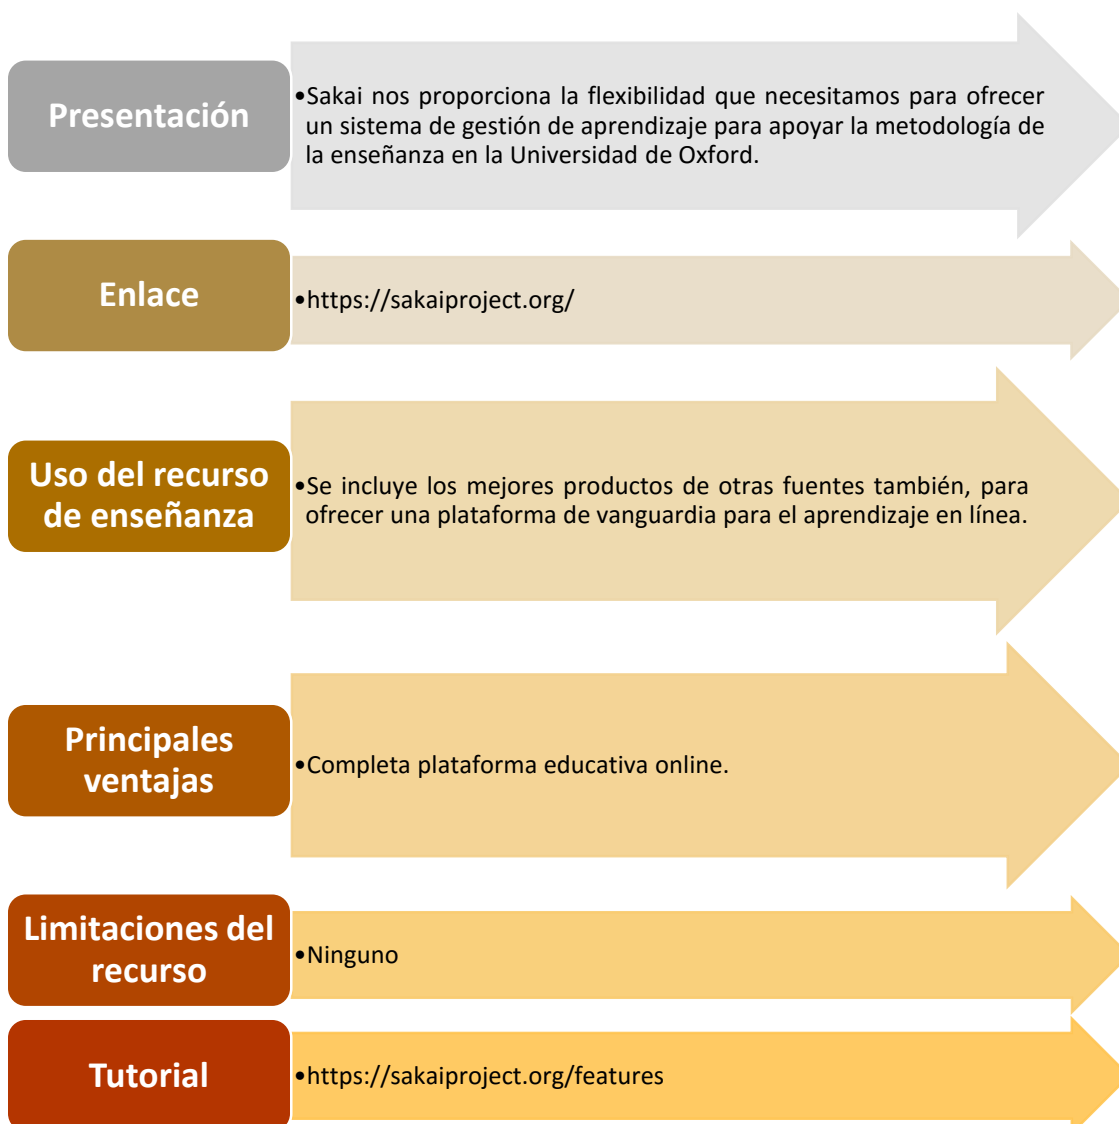 Presentación
•Sakai nos proporciona la flexibilidad que necesitamos para ofrecer
un sistema de gestión de aprendizaje para apoyar la metodología de
la enseñanza en la Universidad de Oxford.
Enlace
•https://sakaiproject.org/
Uso del recurso
de enseñanza
•Se incluye los mejores productos de otras fuentes también, para
ofrecer una plataforma de vanguardia para el aprendizaje en línea.
Principales
ventajas
•Completa plataforma educativa online.
Limitaciones del
recurso
•Ninguno
Tutorial
•https://sakaiproject.org/features